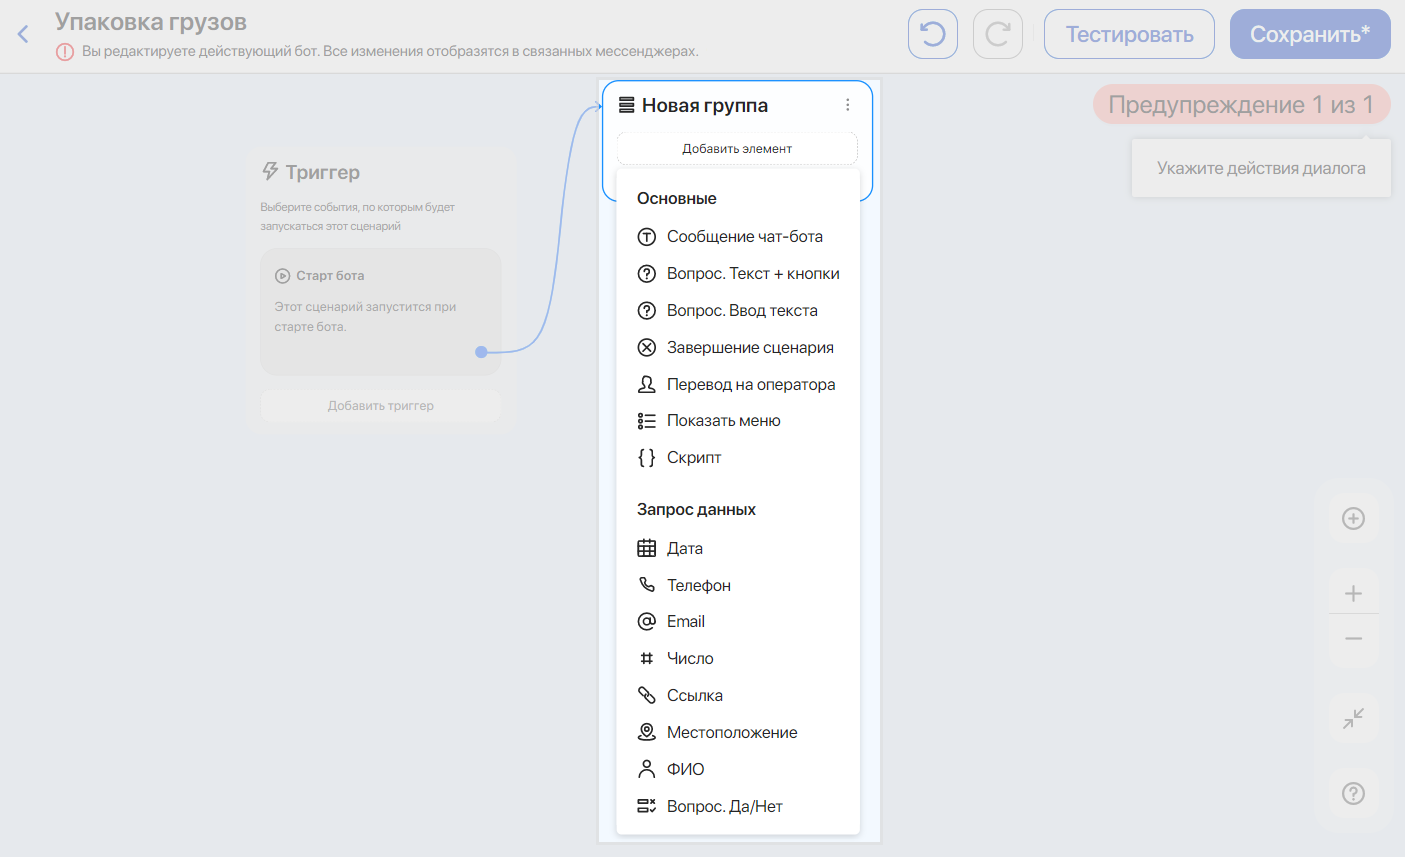 Упаковка грузов
Вы редактируете действующий бот. Все изменения отобразятся в связанных мессенджерах.
Тестировать
Сохранить*
Предупреждение 1 из 1
Укажите действия диалога
Триггер
Выберите события, по которым будет
запускаться этот сценарий
Старт бота
Этот сценарий запустится при
старте бота.
Добавить триггер
Новая группа
Добавить элемент
Основные
Сообщение чат-бота
Вопрос. Текст + кнопки
Вопрос. Ввод текста
Завершение сценария
Перевод на оператора
Показать меню
Скрипт
Запрос данных
Дата
Телефон
Email
Число
Ссылка
Местоположение
ФИО
Вопрос. Да/Нет